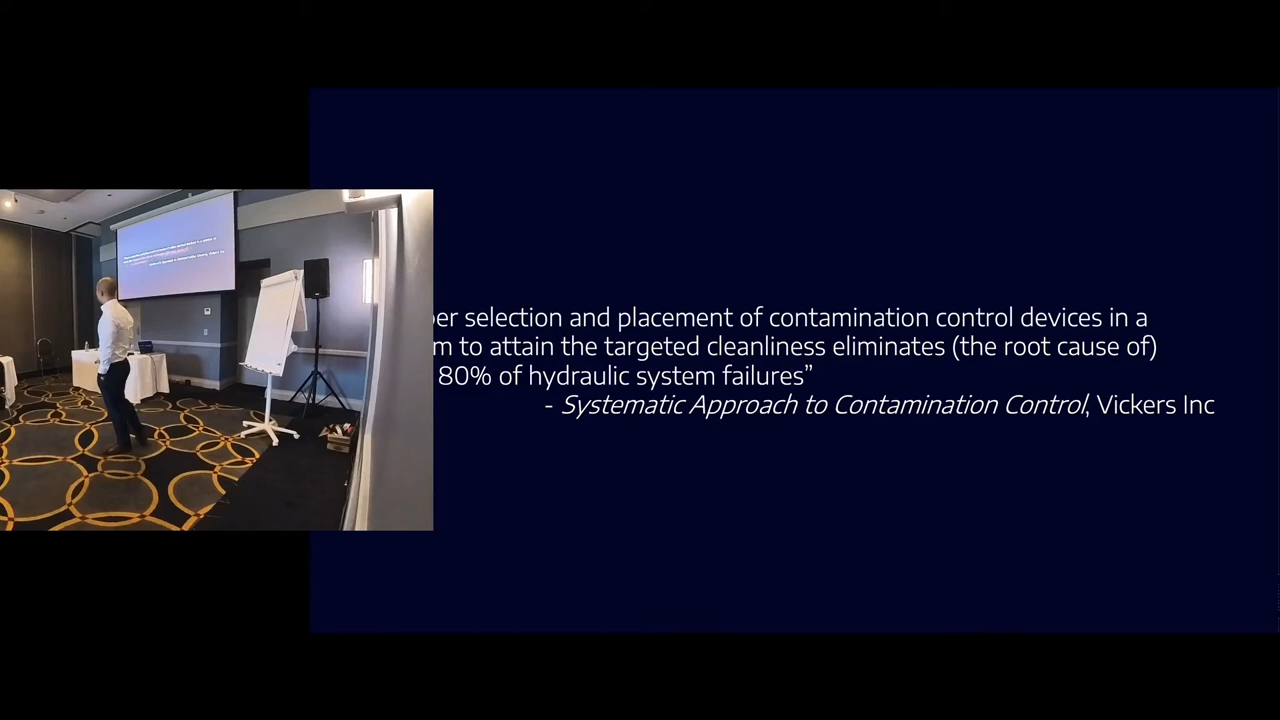 selection and placement of contamination control devices in a
to attain the targeted cleanliness eliminates (the root cause of)
80% of hydraulic system failures”
- Systematic Approach to Contamination Control, Vickers Inc